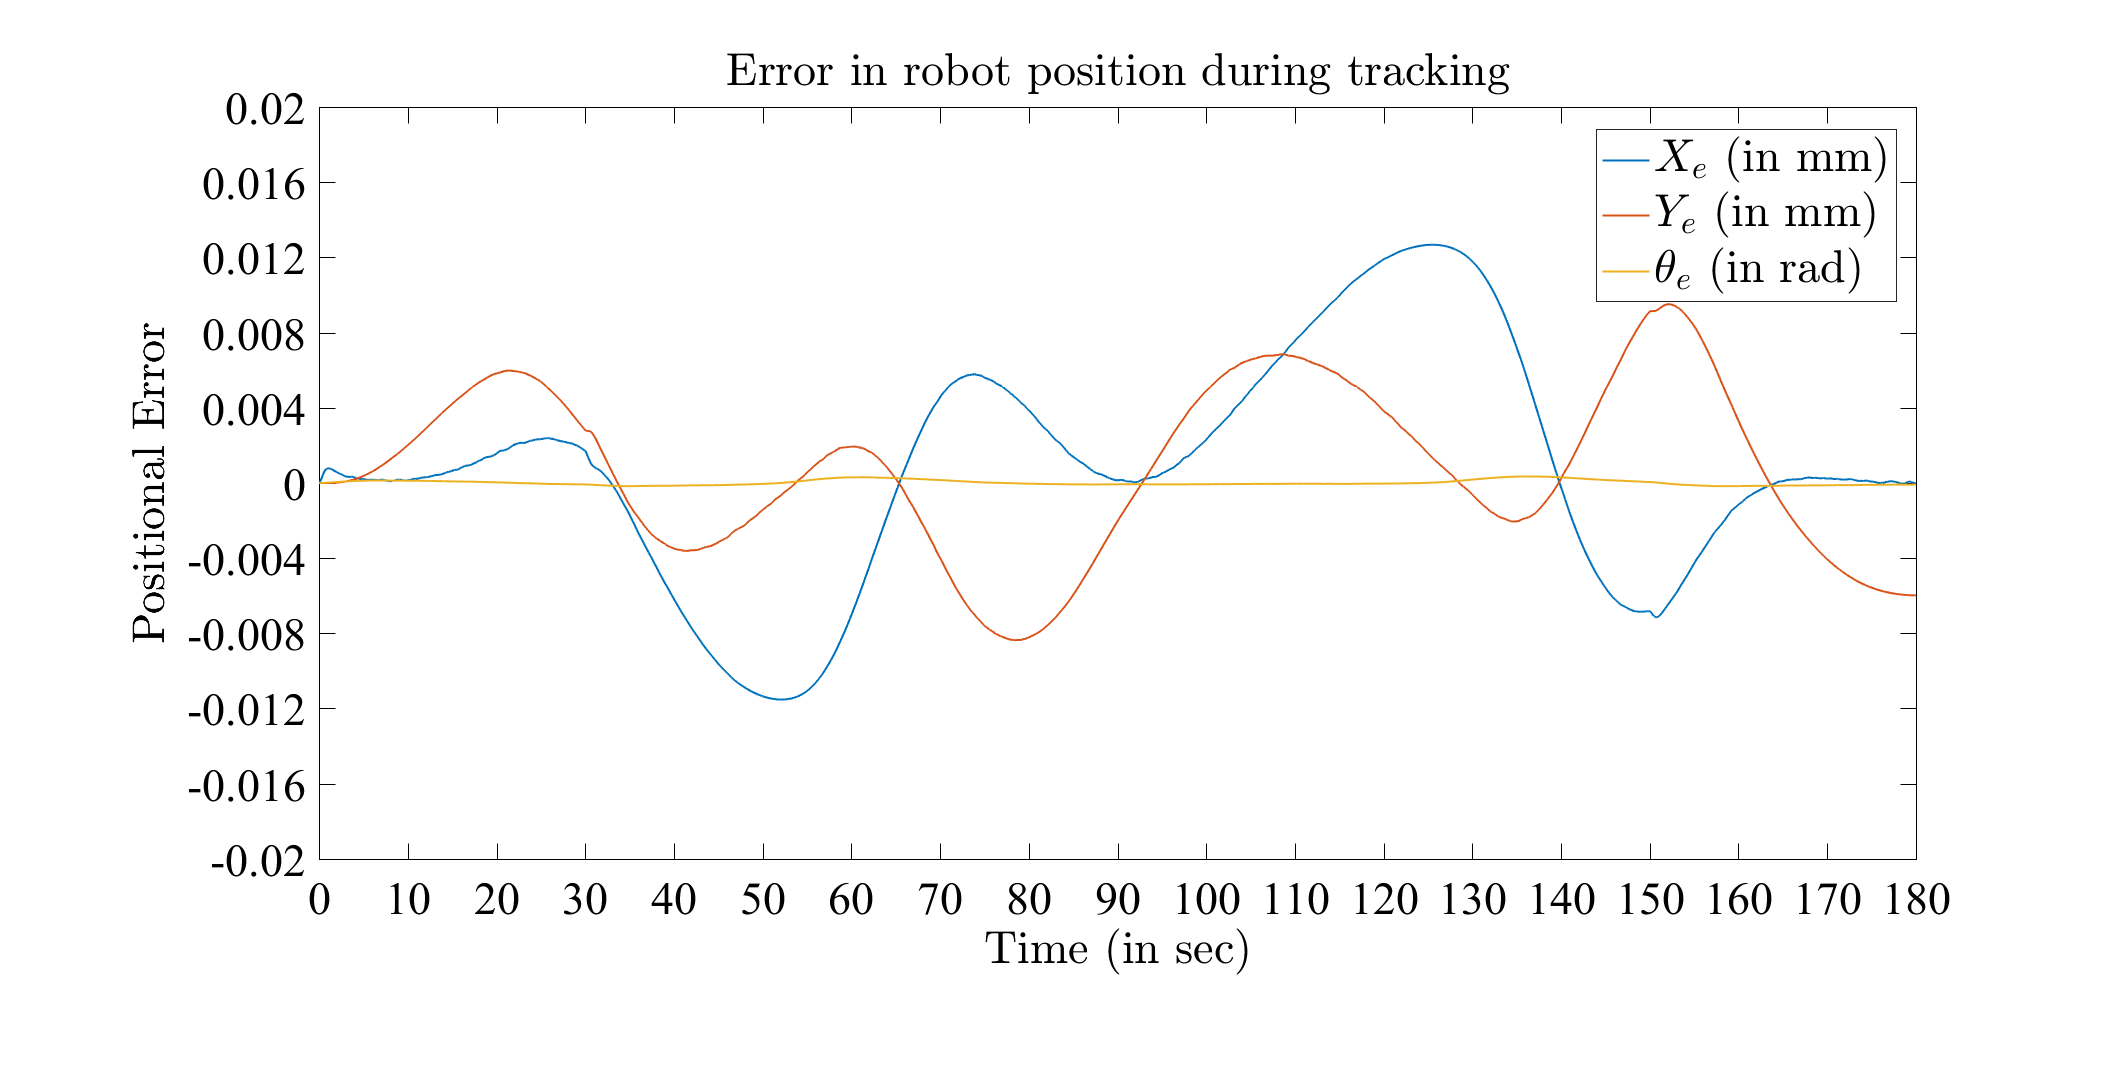 Error in robot position during tracking
0.02
0.016
0.012
0.008
0.004
0
-0.004
-0.008
-0.012
-0.016
-0.02
Positional Error
X_e (in mm)
Y_e (in mm)
θ_e (in rad)
0 10 20 30 40 50 60 70 80 90 100 110 120 130 140 150 160 170 180
Time (in sec)